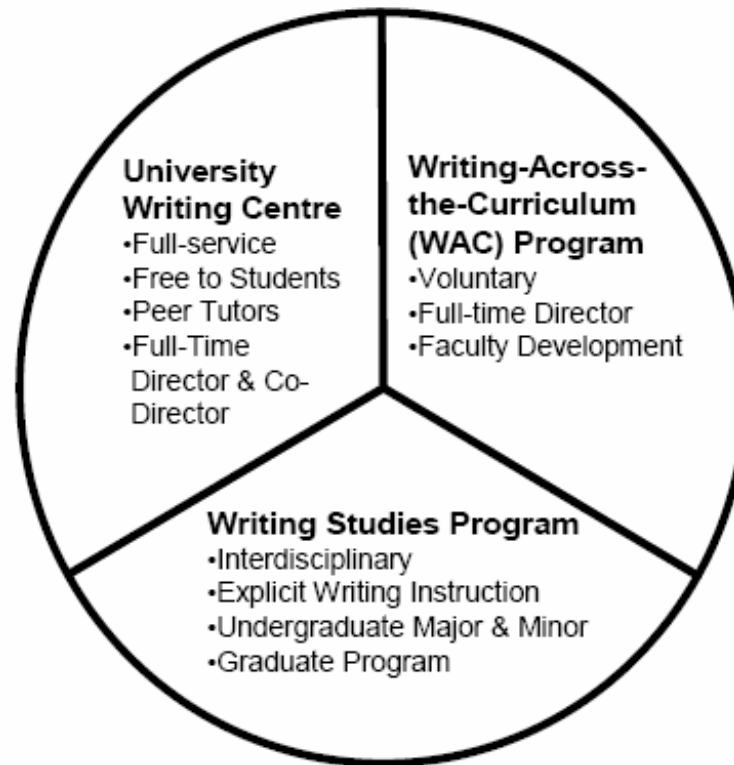 University
Writing Centre
•Full-service
•Free to Students
•Peer Tutors
•Full-Time
Director & Co-
Director
Writing-Across-
the-Curriculum
(WAC) Program
•Voluntary
•Full-time Director
•Faculty Development
Writing Studies Program
•Interdisciplinary
•Explicit Writing Instruction
•Undergraduate Major & Minor
•Graduate Program